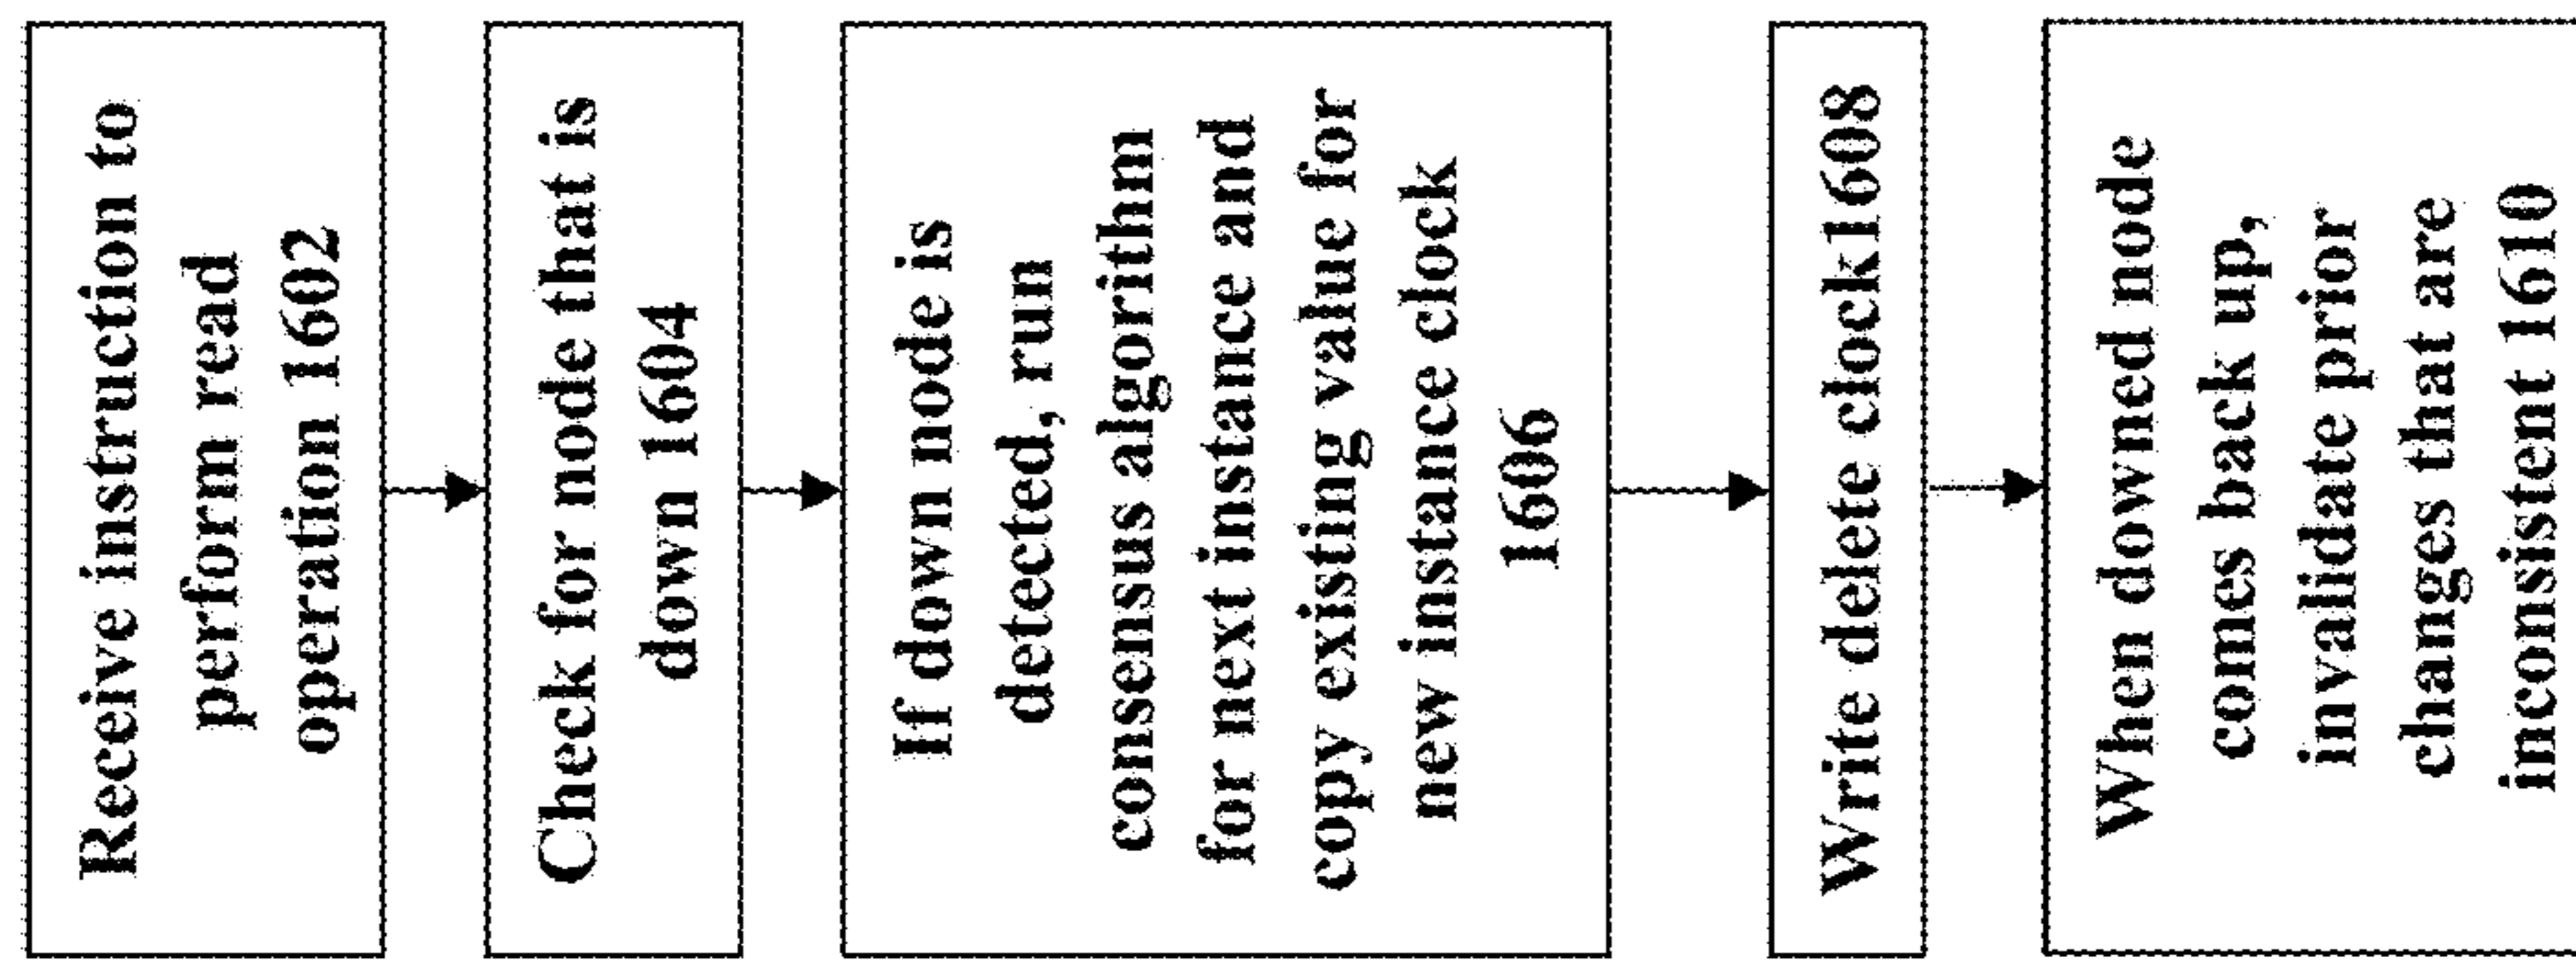 Receive instruction to
perform read
operation 1602
Check for node that is
down 1604
If down node is
detected, run
consensus algorithm
for next instance and
copy existing value for
new instance clock
1606
Write delete clock1608
When downed node
comes back up,
invalidate prior
changes that are
inconsistent 1610